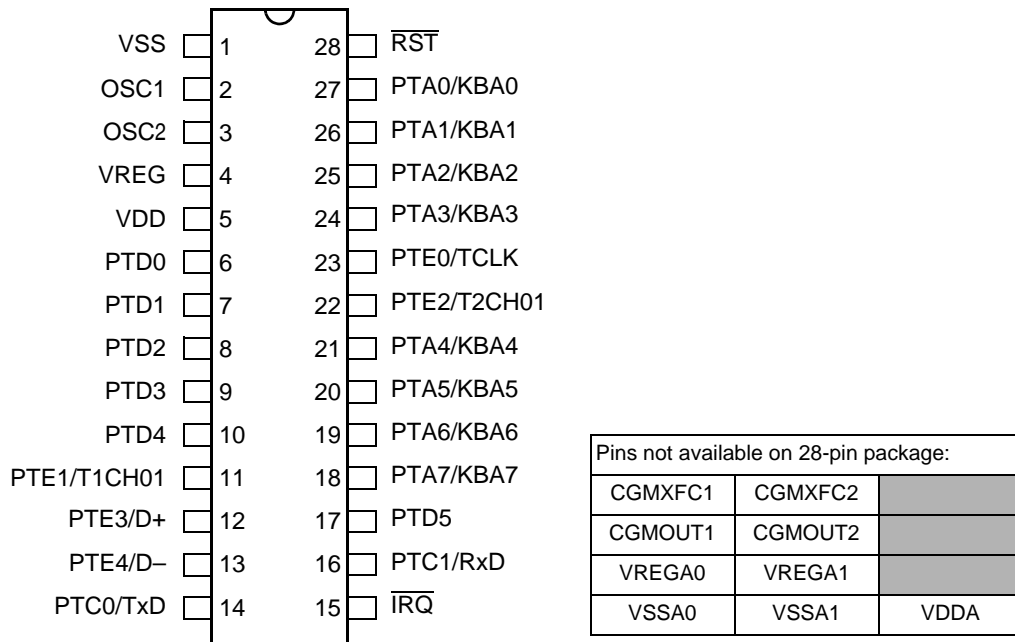 VSS 1 28 RST
OSC1 2 27 PTA0/KBA0
OSC2 3 26 PTA1/KBA1
VREG 4 25 PTA2/KBA2
VDD 5 24 PTA3/KBA3
PTD0 6 23 PTE0/TCLK
PTD1 7 22 PTE2/T2CH01
PTD2 8 21 PTA4/KBA4
PTD3 9 20 PTA5/KBA5
PTD4 10 19 PTA6/KBA6
PTE1/T1CH01 11 18 PTA7/KBA7
PTE3/D+ 12 17 PTD5
PTE4/D– 13 16 PTC1/RxD
PTC0/TxD 14 15 IRQ
Pins not available on 28-pin package:
CGMXFC1 CGMXFC2
CGMOUT1 CGMOUT2
VREGA0 VREGA1
VSSA0 VSSA1 VDDA